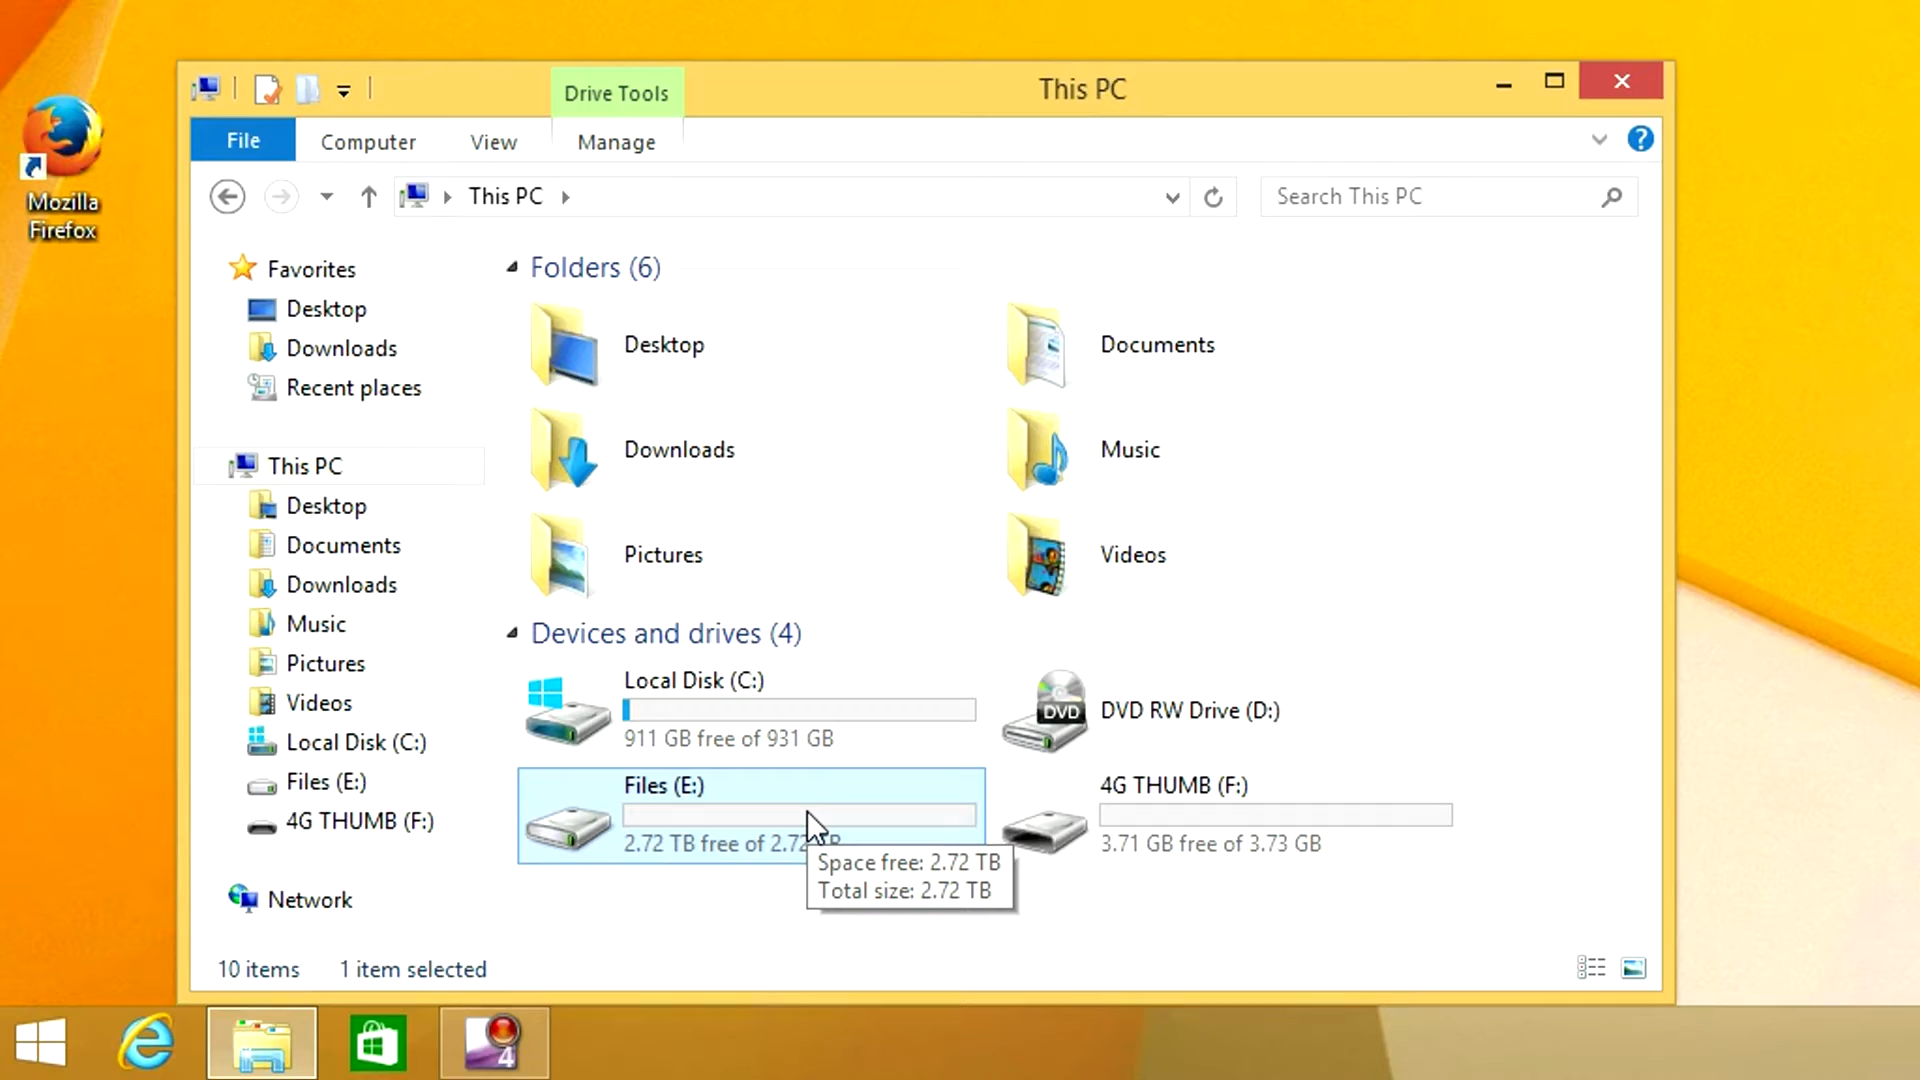 Mozilla
Firefox
Drive Tools
This PC
File
Computer
View
Manage
?
This PC
Search This PC
Favorites
Desktop
Downloads
Recent places
This PC
Desktop
Documents
Downloads
Music
Pictures
Videos
Local Disk (C:)
Files (E:)
4G THUMB (F:)
Network
Folders (6)
Desktop
Documents
Downloads
Music
Pictures
Videos
Devices and drives (4)
Local Disk (C:)
911 GB free of 931 GB
DVD
DVD RW Drive (D:)
Files (E:)
2.72 TB free of 2.72 TB
4G THUMB (F:)
3.71 GB free of 3.73 GB
Space free: 2.72 TB
Total size: 2.72 TB
10 items
1 item selected
4